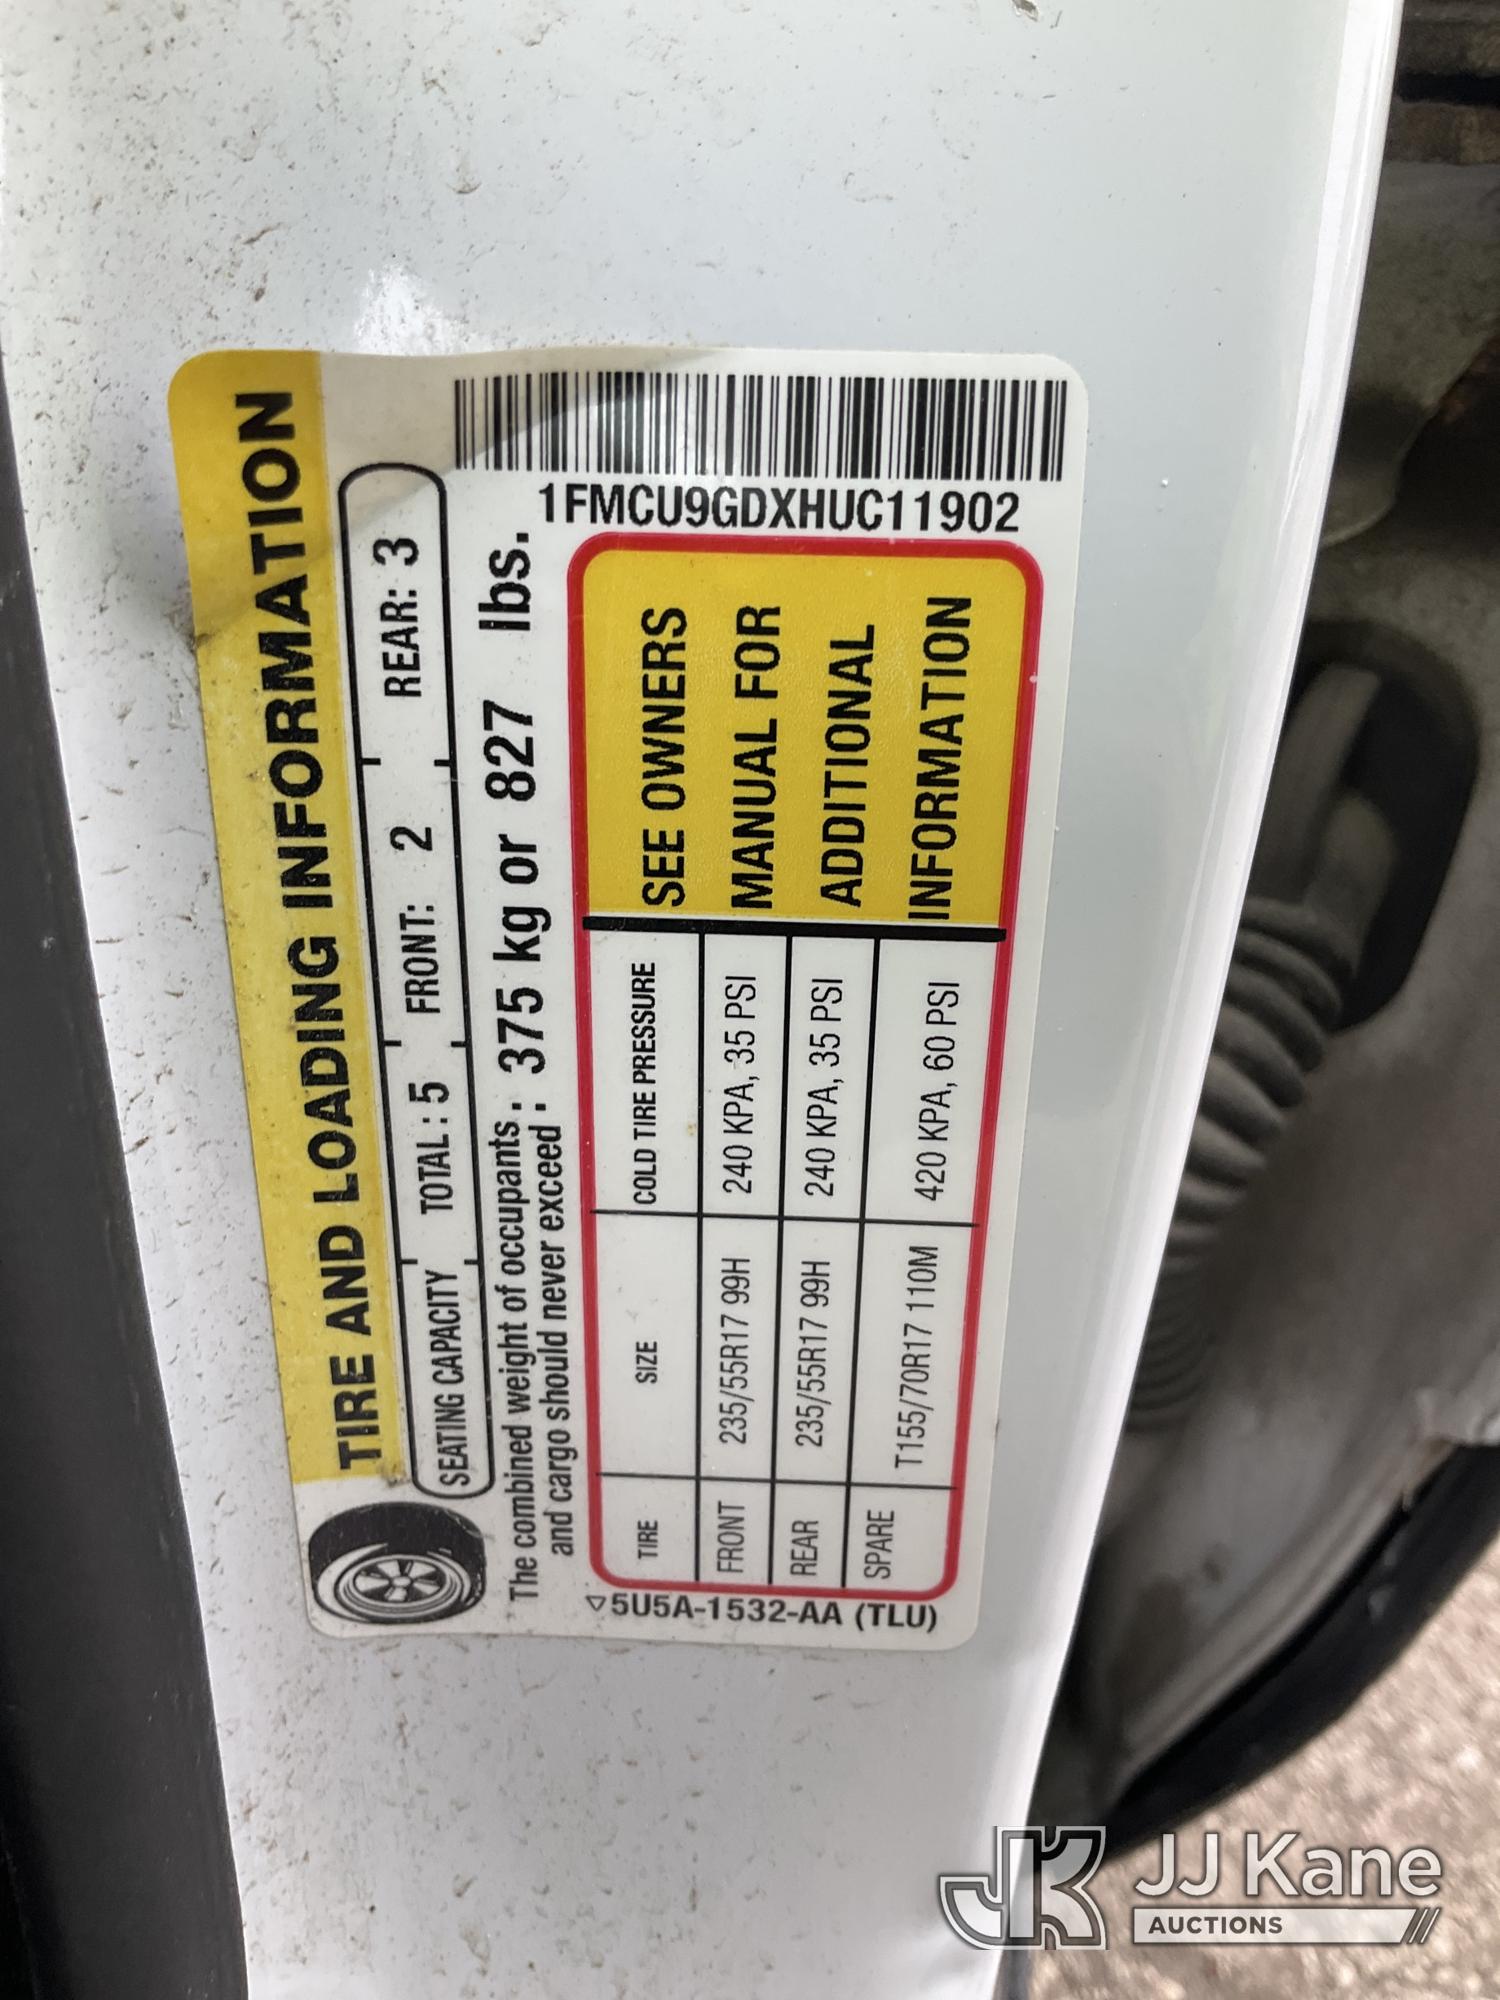 TIRE AND LOADING INFORMATION
SEATING CAPACITY TOTAL : 5 FRONT: 2 REAR: 3
The combined weight of occupants
and cargo should never exceed : 375 kg or 827 lbs.
1FMCU9GDXHUC11902
TIRE SIZE COLD TIRE PRESSURE
FRONT 235/55R17 99H 240 KPA, 35 PSI
REAR 235/55R17 99H 240 KPA, 35 PSI
SPARE T155/70R17 110M 420 KPA, 60 PSI
SEE OWNERS
MANUAL FOR
ADDITIONAL
INFORMATION
5U5A-1532-AA (TLU)
JK JJ Kane
AUCTIONS